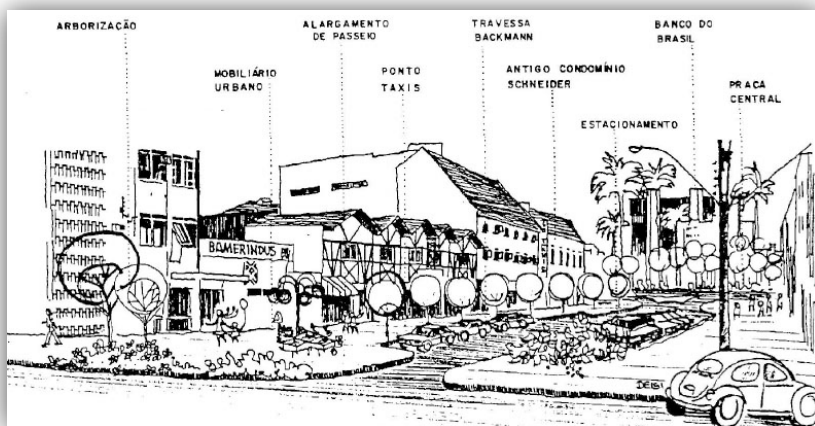 ARBORIZAÇÃO
ALARGAMENTO
DE PASSEIO
TRAVESSA
BACKMANN
BANCO DO
BRASIL
MOBILIÁRIO
URBANO
PONTO
TAXIS
ANTIGO CONDOMÍNIO
SCHNEIDER
PRAÇA
CENTRAL
ESTACIONAMENTO
BAMERINDUS
DEISI